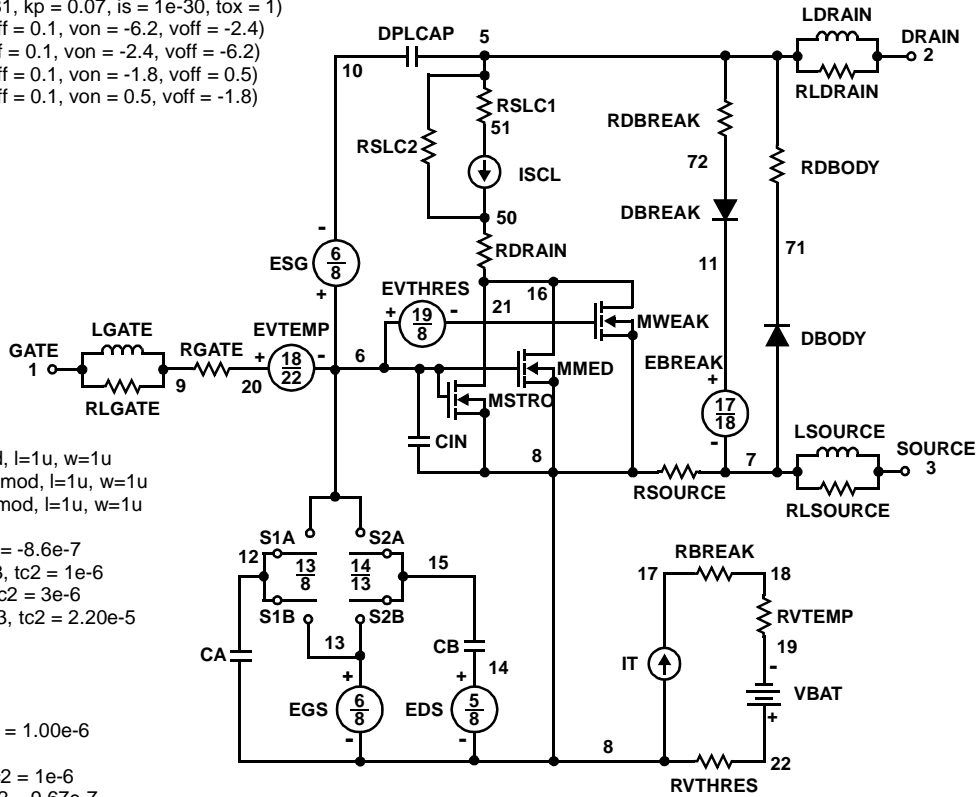 31, kp = 0.07, is = 1e-30, tox = 1)
ff = 0.1, von = -6.2, voff = -2.4)
f = 0.1, von = -2.4, voff = -6.2)
ff = 0.1, von = -1.8, voff = 0.5)
ff = 0.1, von = 0.5, voff = -1.8)
LDRAIN
DRAIN
2
RLDRAIN
DPLCAP
5
10
RSLC1
51
RSLC2
ISCL
50
RDRAIN
RDBREAK
72
RDBODY
DBREAK
71
11
ESG
6
8
-
+
EVTHRES
+
19
8
-
16
21
MWEAK
LGATE
GATE
1
RLGATE
9
RGATE
20
EVTEMP
+
18
22
-
6
MMED
MSTRO
CIN
EBREAK
+
17
18
-
DBODY
8
RSOURCE
7
LSOURCE
SOURCE
3
RLSOURCE
, l=1u, w=1u
mod, l=1u, w=1u
mod, l=1u, w=1u
= -8.6e-7
, tc2 = 1e-6
c2 = 3e-6
3, tc2 = 2.20e-5
= 1.00e-6
2 = 1e-6
S1A
S2A
12
13
8
14
13
15
S1B
S2B
13
CA
CB
14
+
EGS
6
8
-
+
EDS
5
8
-
8
RBREAK
17
18
RVTEMP
19
-
IT
VBAT
+
22
RVTHRES